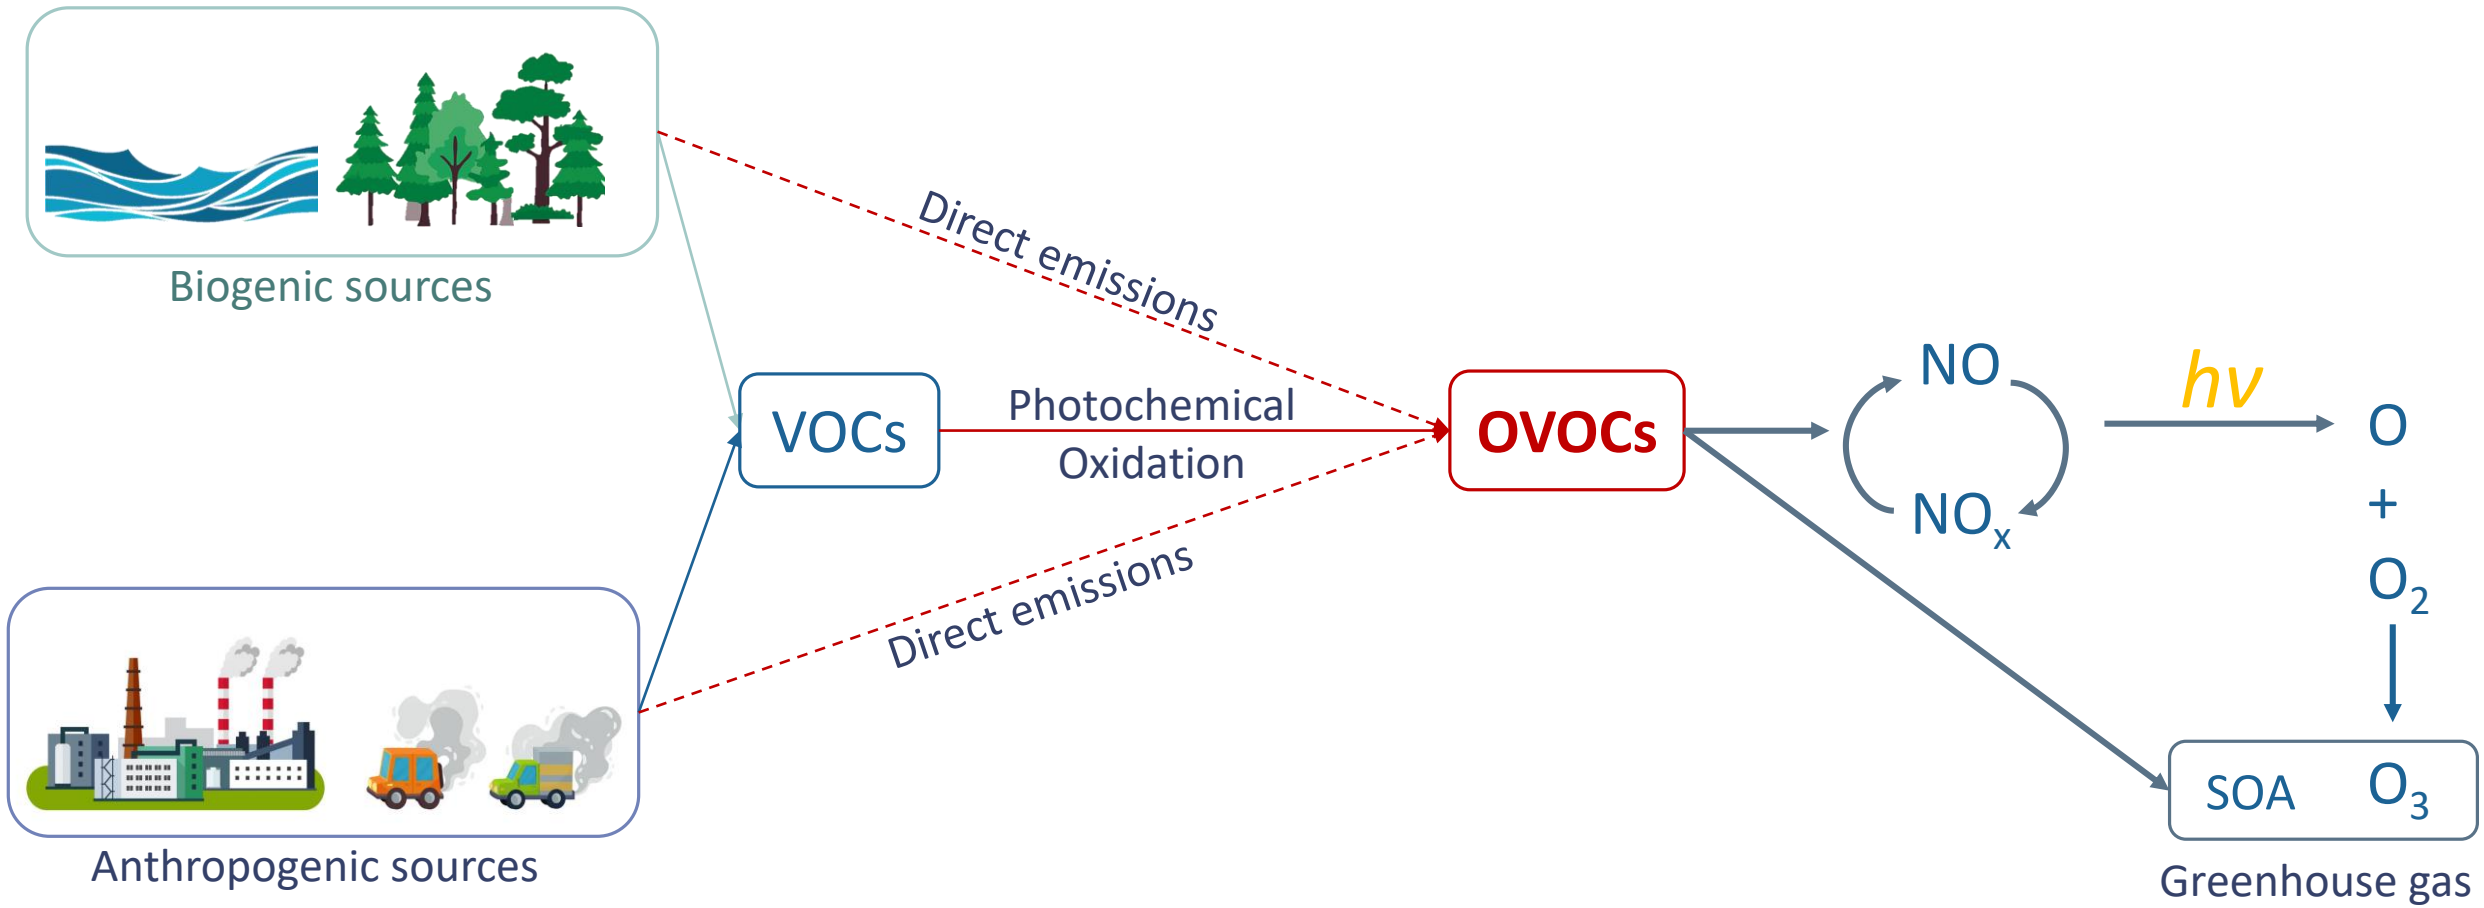 Biogenic sources
Direct emissions
VOCs
Photochemical
Oxidation
OVOCs
Direct emissions
Anthropogenic sources
NO
NOₓ
hν
O
+
O₂
SOA O₃
Greenhouse gas